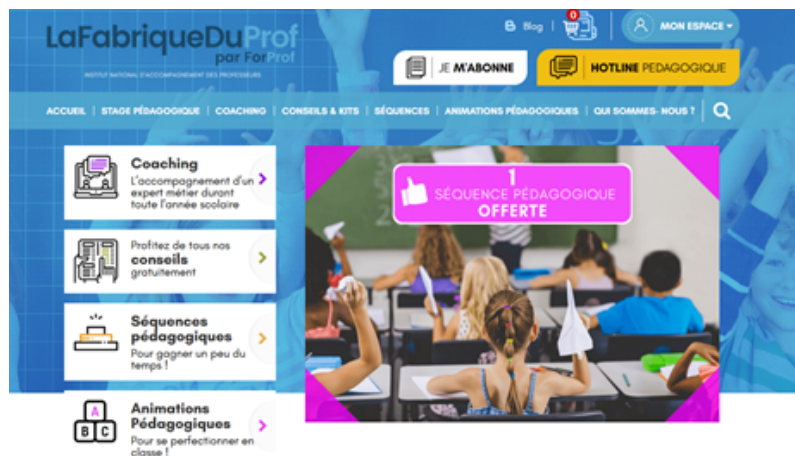 LaFabriqueDuProf
par ForProf
INSTITUT NATIONAL D'ACCOMPAGNEMENT DES PROFESSEURS
Blog
0
MON ESPACE
JE M'ABONNE
HOTLINE PEDAGOGIQUE
ACCUEIL | STAGE PÉDAGOGIQUE | COACHING | CONSEILS & KITS | SÉQUENCES | ANIMATIONS PÉDAGOGIQUES | QUI SOMMES- NOUS ?
Coaching
L'accompagnement d'un
expert métier durant
toute l'année scolaire
Profitez de tous nos
conseils
gratuitement
Séquences
pédagogiques
Pour gagner un peu du
temps !
A
B C
Animations
Pédagogiques
Pour se perfectionner en
classe !
1
SÉQUENCE PÉDAGOGIQUE
OFFERTE